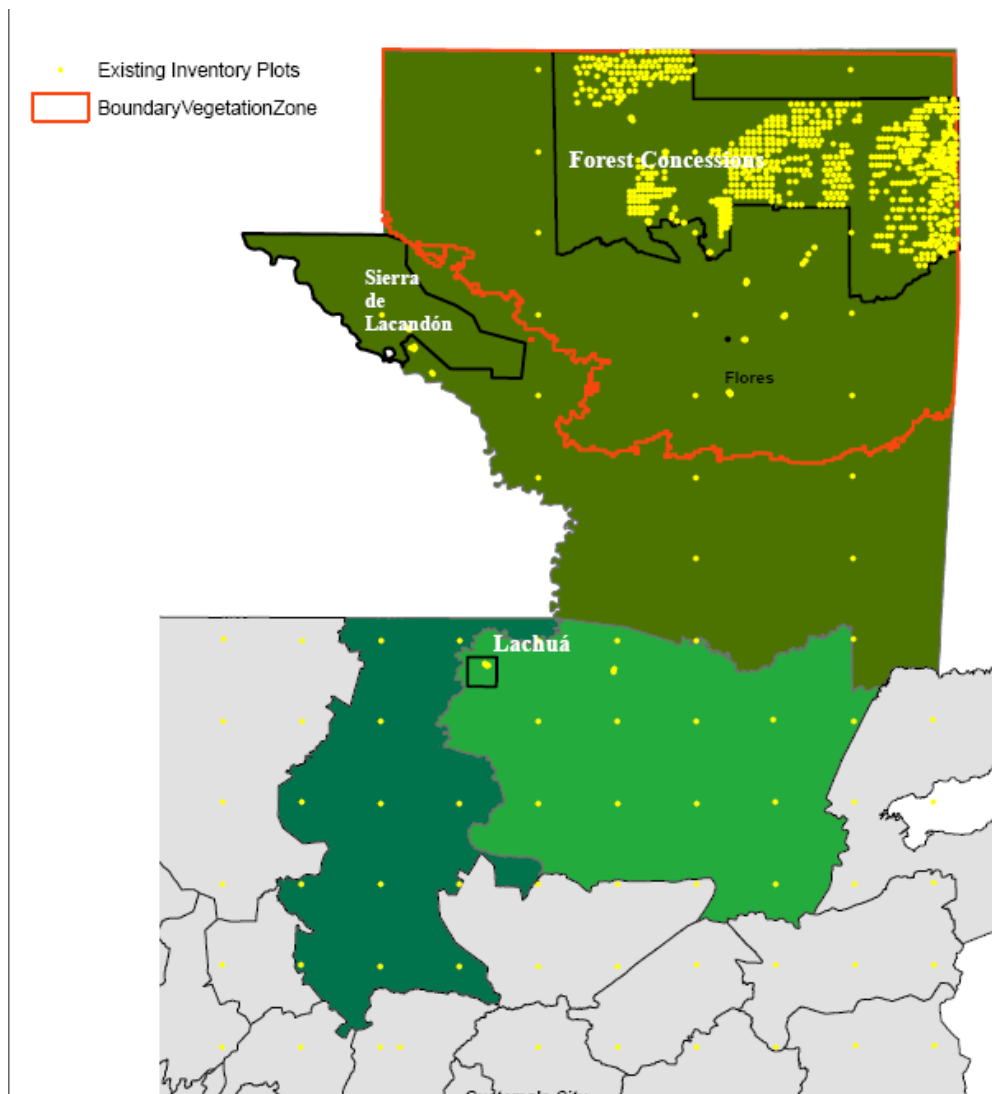 Existing Inventory Plots
BoundaryVegetationZone
Forest Concessions
Sierra
de
Lacandón
Flores
Lachuá